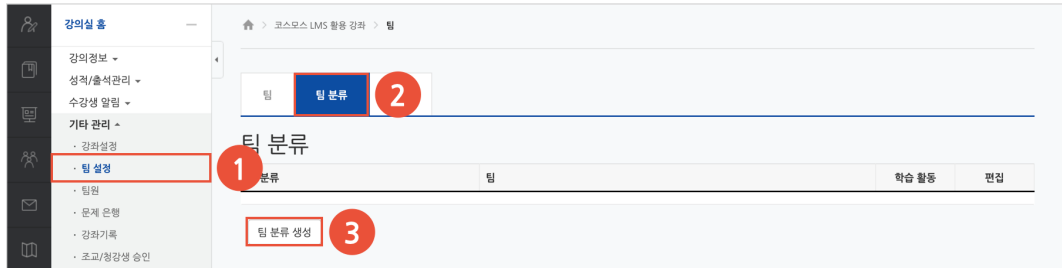 강의실 홈
강의정보
성적/출석관리
수강생 알림
기타 관리
· 강좌설정
· 팀 설정
· 팀원
· 문제 은행
· 강좌기록
· 조교/청강생 승인
> 코스모스 LMS 활용 강좌 > 팀
팀 팀 분류
2
팀 분류
1
분류 팀 학습 활동 편집
팀 분류 생성
3